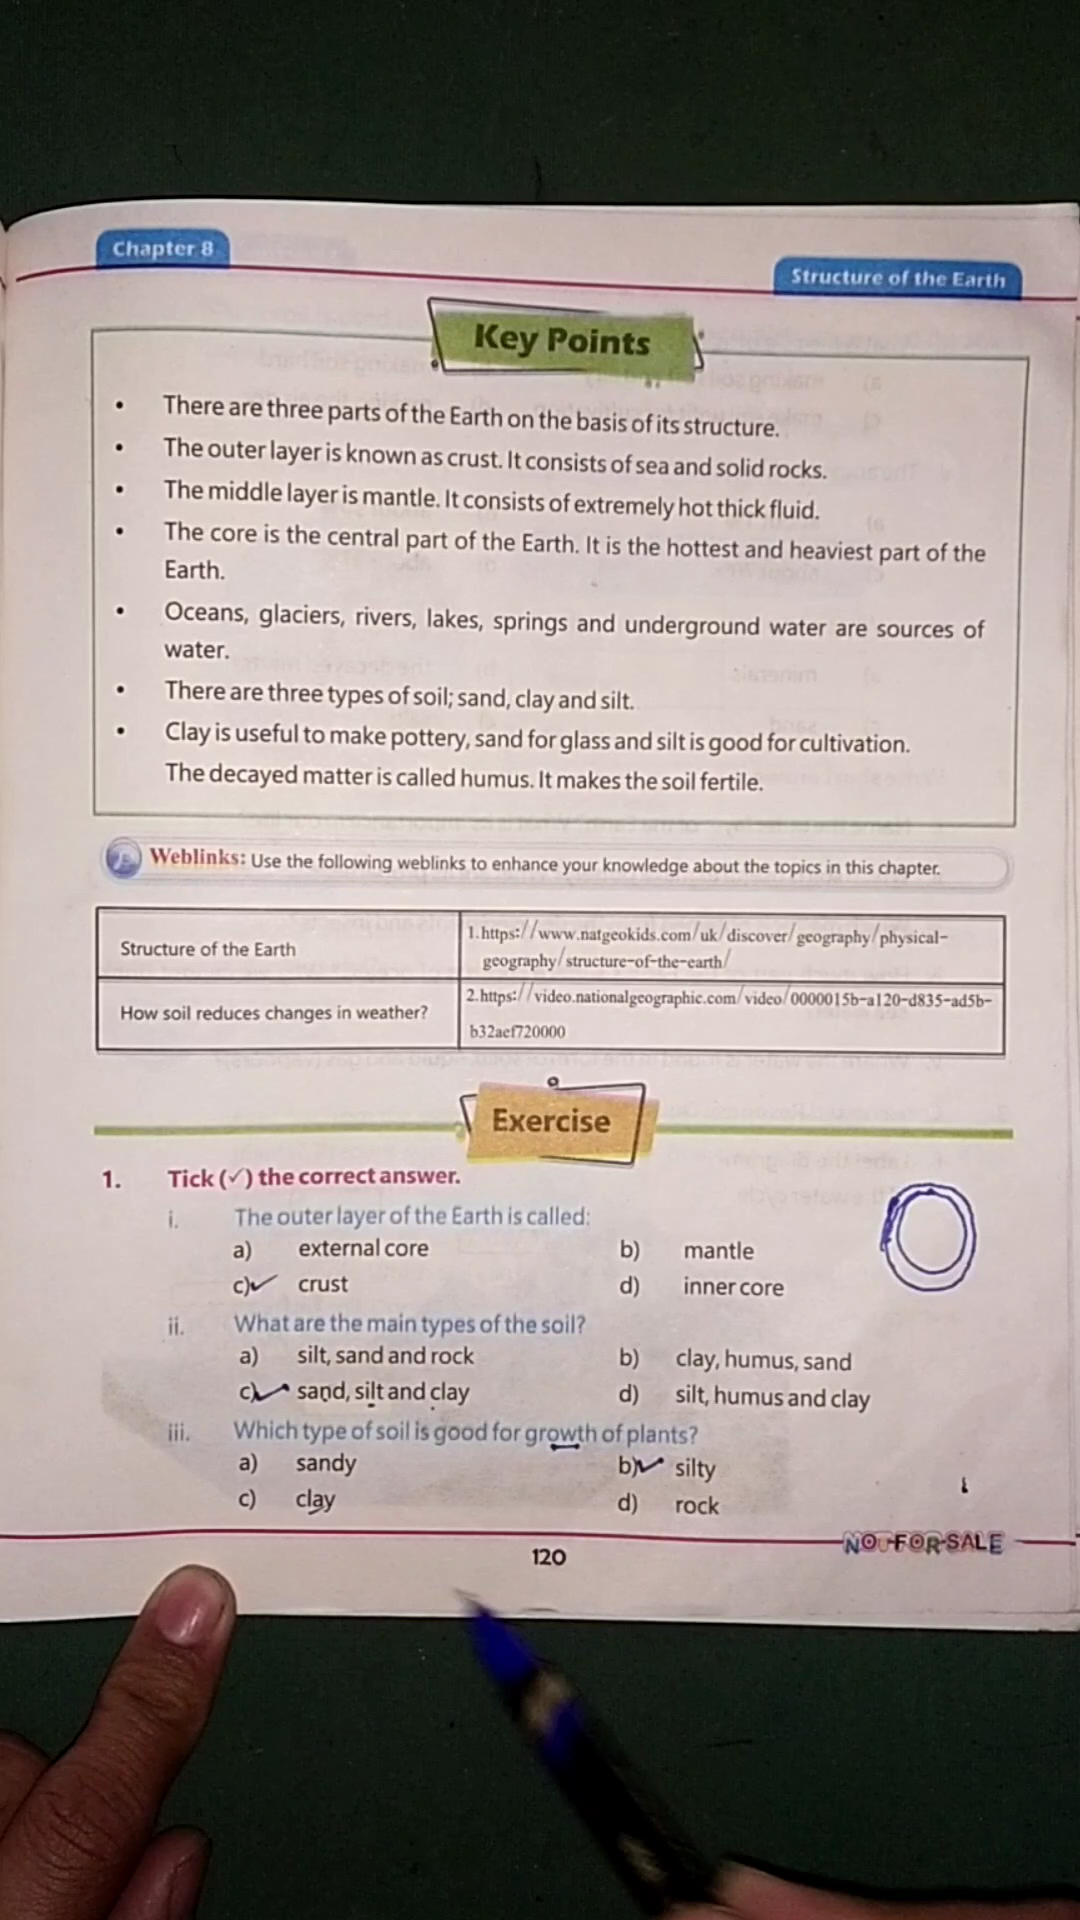 Chapter 8
Structure of the Earth
Key Points
• There are three parts of the Earth on the basis of its structure.
• The outer layer is known as crust. It consists of sea and solid rocks.
• The middle layer is mantle. It consists of extremely hot thick fluid.
• The core is the central part of the Earth. It is the hottest and heaviest part of the
Earth.
• Oceans, glaciers, rivers, lakes, springs and underground water are sources of
water.
• There are three types of soil; sand, clay and silt.
• Clay is useful to make pottery, sand for glass and silt is good for cultivation.
The decayed matter is called humus. It makes the soil fertile.
Weblinks: Use the following weblinks to enhance your knowledge about the topics in this chapter.
Structure of the Earth
1.https://www.natgeokids.com/uk/discover/geography/physical-
geography/structure-of-the-earth/
How soil reduces changes in weather?
2.https://video.nationalgeographic.com/video/0000015b-a120-d835-ad5b-
b32aef720000
Exercise
1. Tick (✓) the correct answer.
i. The outer layer of the Earth is called:
a) external core b) mantle
c)✓ crust d) inner core
ii. What are the main types of the soil?
a) silt, sand and rock b) clay, humus, sand
c)✓ sand, silt and clay d) silt, humus and clay
iii. Which type of soil is good for growth of plants?
a) sandy b)✓ silty
c) clay d) rock
NOT FOR SALE
120